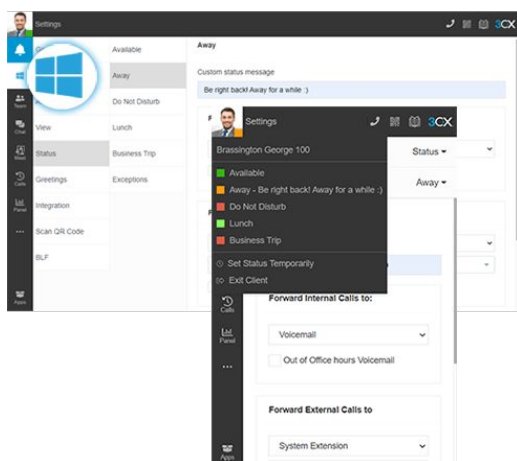 Settings
3CX
Available
Away
Custom status message
Away
Be right back! Away for a while :)
Team
Do Not Disturb
Chat
View
Lunch
Meet
Status
Business Trip
Calls
Greetings
Exceptions
Panel
Integration
Scan QR Code
BLF
Apps
Settings
3CX
Brassington George 100
Status
Available
Away - Be right back! Away for a while :)
Away
Do Not Disturb
Lunch
Business Trip
Set Status Temporarily
Exit Client
Calls
Forward Internal Calls to:
Panel
Voicemail
Out of Office hours Voicemail
Forward External Calls to
System Extension
Apps